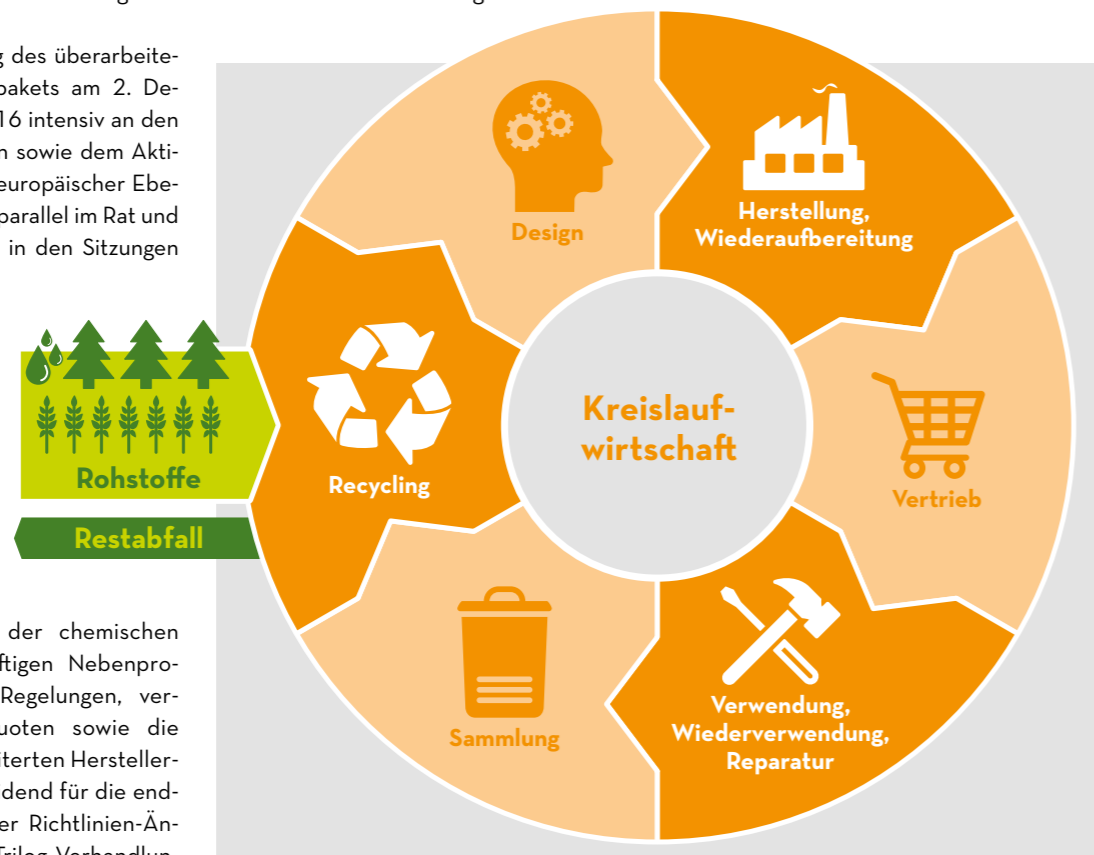 g des überarbeite-
pakets am 2. De-
16 intensiv an den
n sowie dem Akti-
europäischer Ebe-
parallel im Rat und
in den Sitzungen
Design
Herstellung,
Wiederaufbereitung
Vertrieb
Verwendung,
Wiederverwendung,
Reparatur
Sammlung
Recycling
Kreislauf-
wirtschaft
Rohstoffe
Restabfall
der chemischen
ftigen Nebenpro-
Regelungen, ver-
uoten sowie die
iterten Hersteller-
dend für die end-
er Richtlinien-Än-
Trilog-Verhandlun-